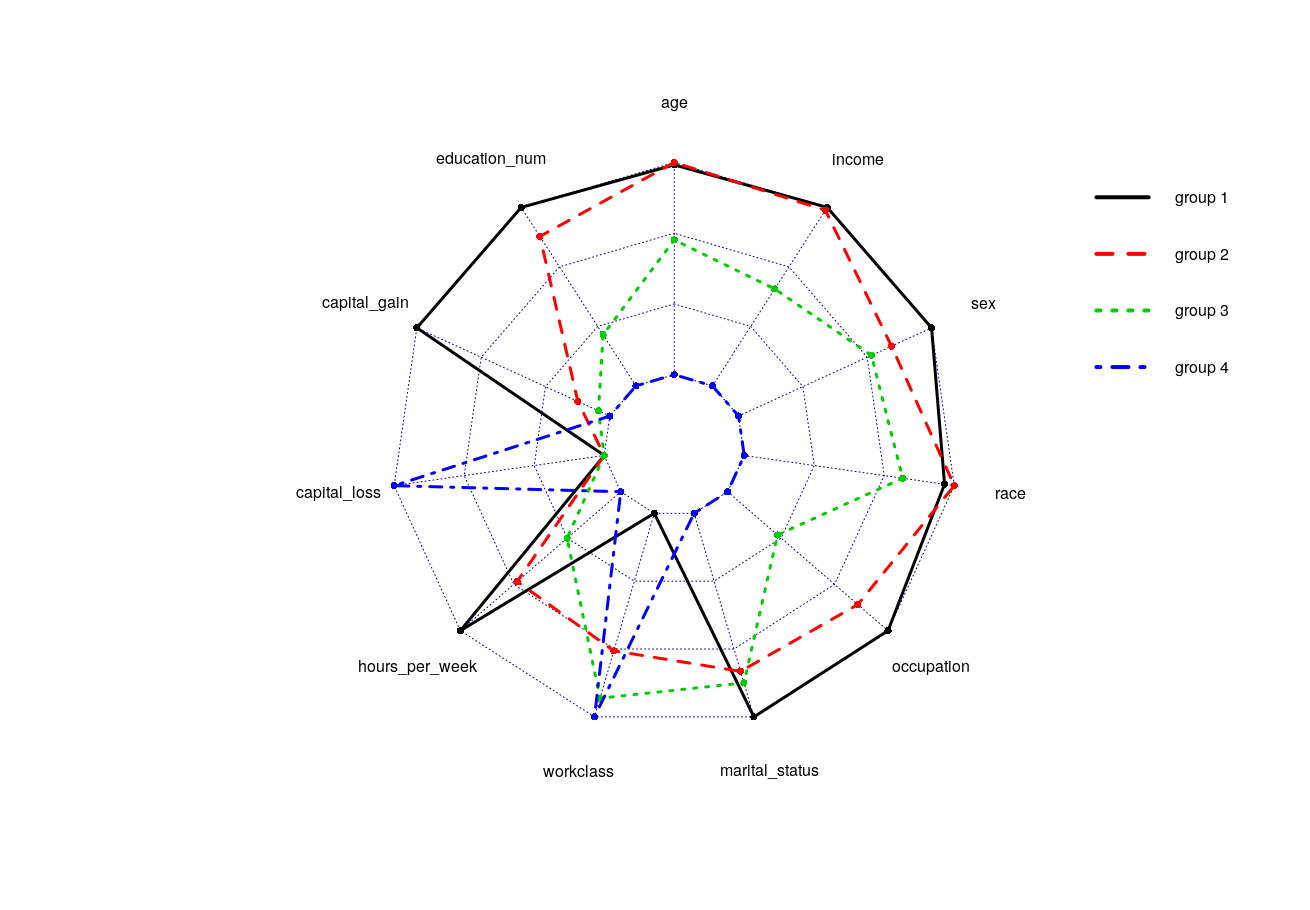 age
education_num
income
capital_gain
sex
capital_loss
race
hours_per_week
occupation
workclass
marital_status
group 1
group 2
group 3
group 4